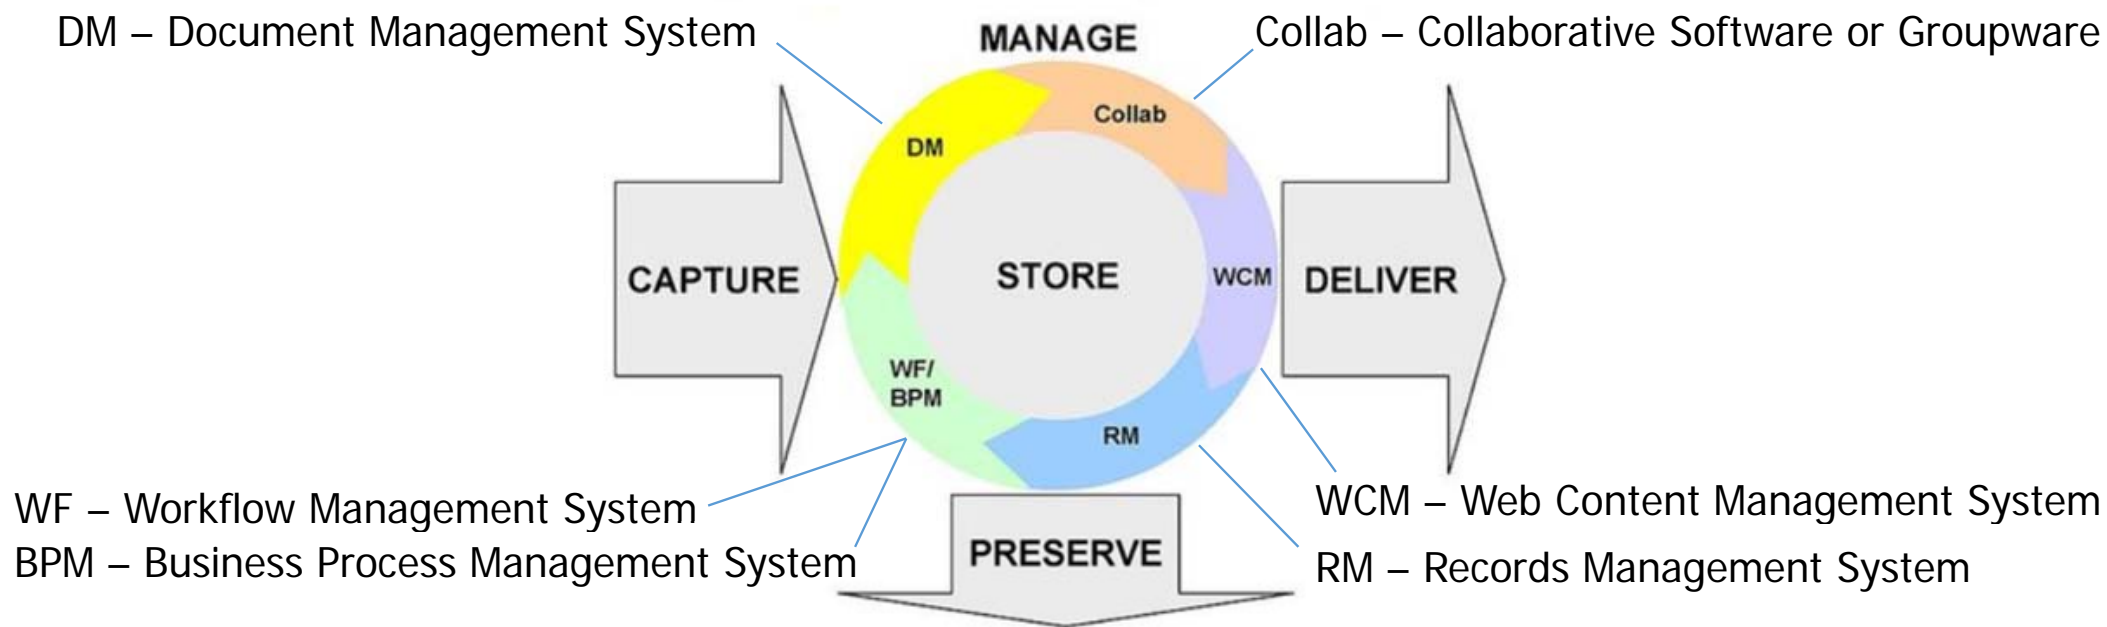 DM – Document Management System
MANAGE
Collab – Collaborative Software or Groupware
Collab
DM
CAPTURE
STORE
WCM
DELIVER
WF/
BPM
RM
WF – Workflow Management System
BPM – Business Process Management System
PRESERVE
WCM – Web Content Management System
RM – Records Management System